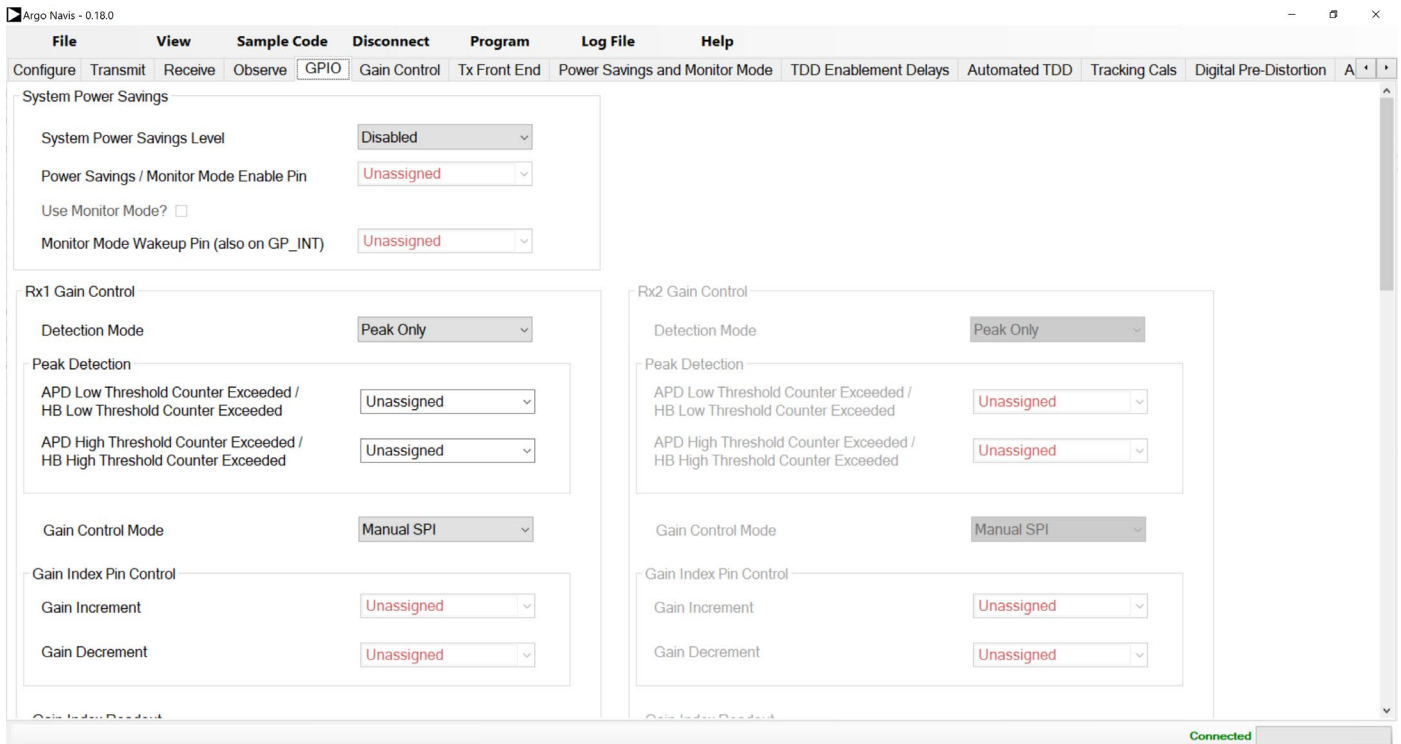 Argo Navis - 0.18.0
File View Sample Code Disconnect Program Log File Help
Configure Transmit Receive Observe GPIO Gain Control Tx Front End Power Savings and Monitor Mode TDD Enablement Delays Automated TDD Tracking Cals Digital Pre-Distortion A
System Power Savings
System Power Savings Level Disabled
Power Savings / Monitor Mode Enable Pin Unassigned
Use Monitor Mode?
Monitor Mode Wakeup Pin (also on GP_INT) Unassigned
Rx1 Gain Control
Detection Mode Peak Only
Peak Detection
APD Low Threshold Counter Exceeded /
HB Low Threshold Counter Exceeded
Unassigned
APD High Threshold Counter Exceeded /
HB High Threshold Counter Exceeded
Unassigned
Gain Control Mode Manual SPI
Gain Index Pin Control
Gain Increment Unassigned
Gain Decrement Unassigned
Gain Index Readout
Rx2 Gain Control
Detection Mode Peak Only
Peak Detection
APD Low Threshold Counter Exceeded /
HB Low Threshold Counter Exceeded
Unassigned
APD High Threshold Counter Exceeded /
HB High Threshold Counter Exceeded
Unassigned
Gain Control Mode Manual SPI
Gain Index Pin Control
Gain Increment Unassigned
Gain Decrement Unassigned
Gain Index Readout
Connected